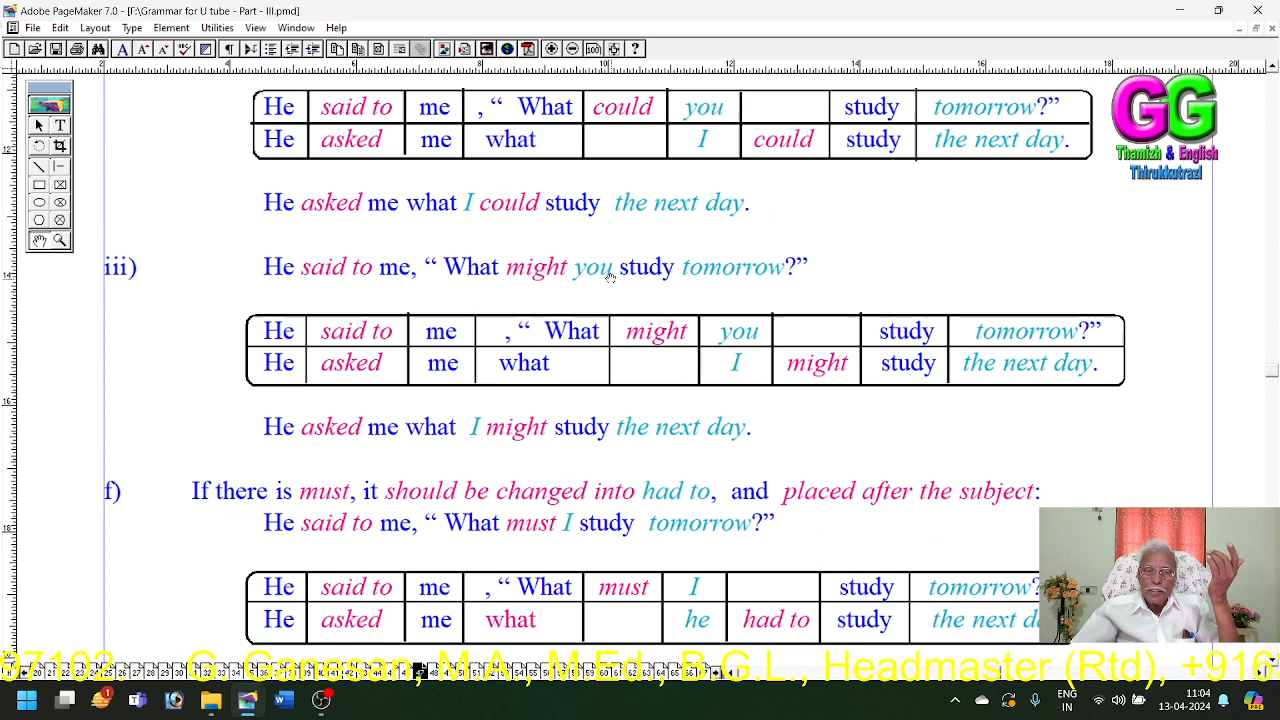 Adobe PageMaker 7.0 - [F:\Grammar for U tube - Part - III.pmd]
File Edit Layout Type Element Utilities View Window Help
He said to me , “ What could you study tomorrow?”
He asked me what I could study the next day.
GG
Thamizh & English
Thirukkutrazl
He asked me what I could study the next day.
iii) He said to me, “ What might you study tomorrow?”
He said to me , “ What might you study tomorrow?”
He asked me what I might study the next day.
He asked me what I might study the next day.
f) If there is must, it should be changed into had to, and placed after the subject:
He said to me, “ What must I study tomorrow?”
He said to me , “ What must I study tomorrow?
He asked me what he had to study the next
97102 G. Ganesan, M.A., M.Ed., B.G.L., Headmaster (Rtd), +916
ENG
IN
11:04
13-04-2024